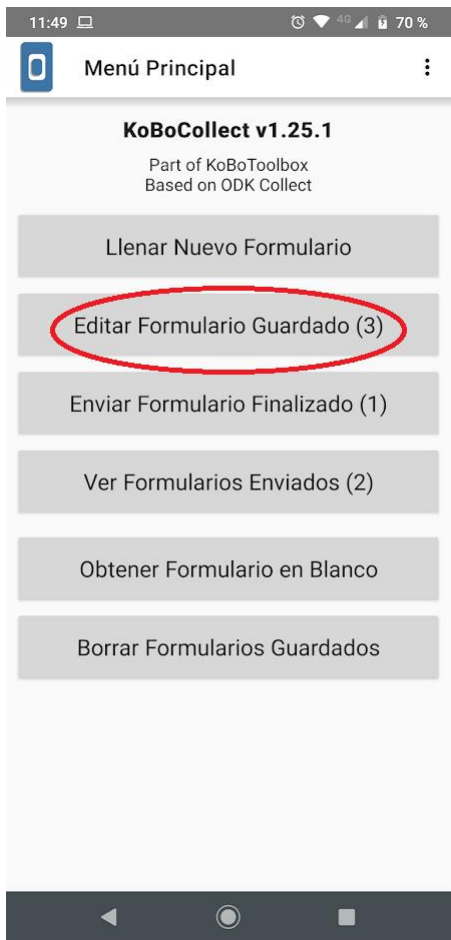 11:49 4G 70 %
Menú Principal
KoBoCollect v1.25.1
Part of KoBoToolbox
Based on ODK Collect
Llenar Nuevo Formulario
Editar Formulario Guardado (3)
Enviar Formulario Finalizado (1)
Ver Formularios Enviados (2)
Obtener Formulario en Blanco
Borrar Formularios Guardados